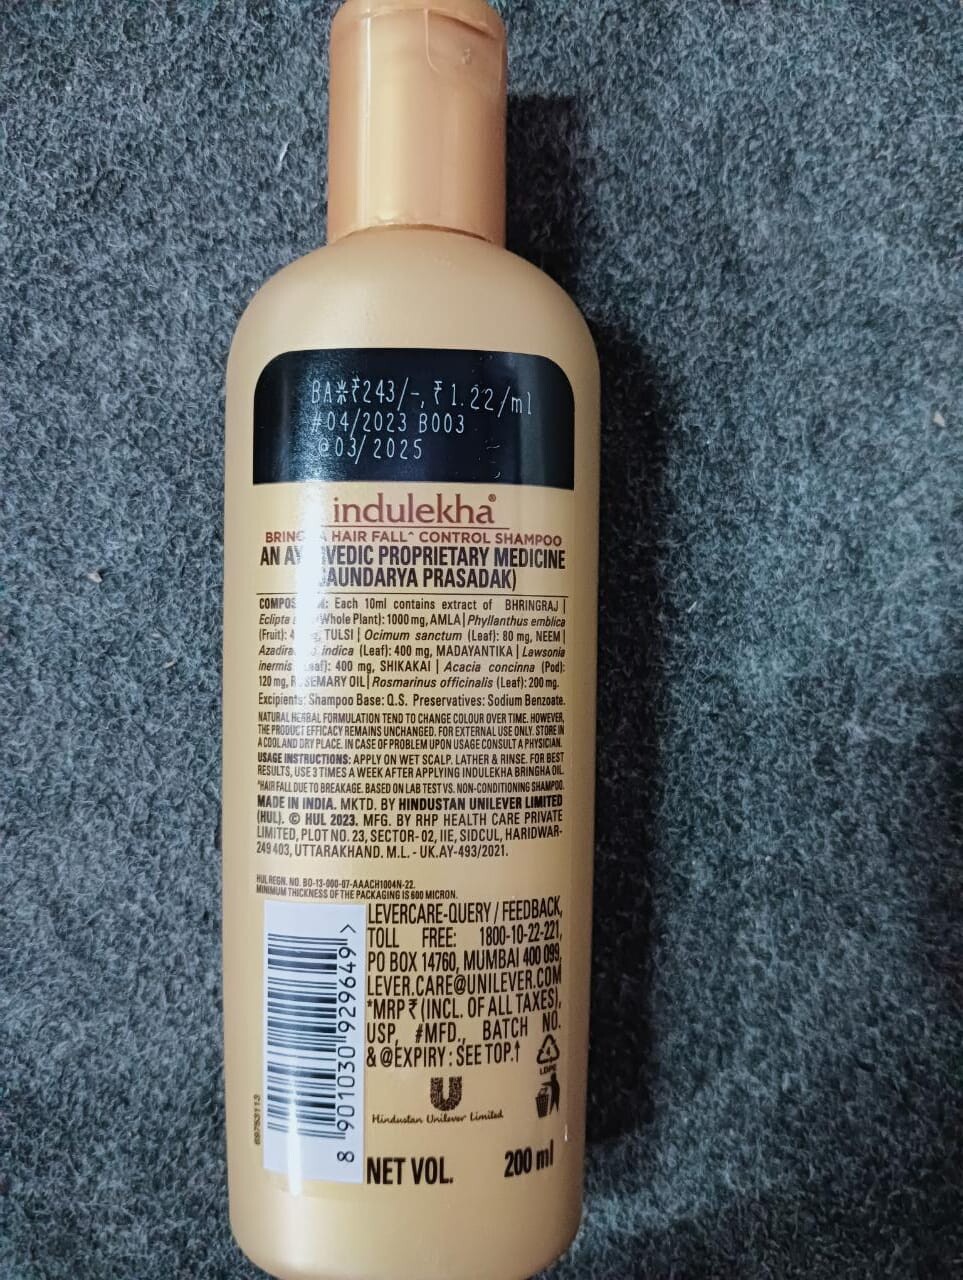 BA*₹243/-, ₹1.22/ml
#04/2023 B003
@03/2025
indulekha®
A HAIR FALL^ CONTROL SHAMPOO
AN PROPRIETARY MEDICINE
PRASADAK)
Each 10ml contains extract of BHRINGRAJ |
Eclipta Whole Plant): 1000 mg, AMLA | Phyllanthus emblica
(Fruit): TULSI | Ocimum sanctum (Leaf): 80 mg, NEEM |
indica (Leaf): 400 mg, MADAYANTIKA | Lawsonia
inermis 400 mg, SHIKAKAI | Acacia concinna (Pod):
120 mg, ROSEMARY OIL | Rosmarinus officinalis (Leaf): 200 mg.
Excipients: Shampoo Base: Q.S. Preservatives: Sodium Benzoate.
NATURAL HERBAL FORMULATION TEND TO CHANGE COLOUR OVER TIME. HOWEVER,
THE PRODUCT EFFICACY REMAINS UNCHANGED. FOR EXTERNAL USE ONLY. STORE IN
A COOL AND DRY PLACE. IN CASE OF PROBLEM UPON USAGE CONSULT A PHYSICIAN.
USAGE INSTRUCTIONS: APPLY ON WET SCALP. LATHER & RINSE. FOR BEST
RESULTS, USE 3 TIMES A WEEK AFTER APPLYING INDULEKHA BRINGHA OIL.
^HAIR FALL DUE TO BREAKAGE. BASED ON LAB TEST VS. NON-CONDITIONING SHAMPOO.
MADE IN INDIA. MKTD. BY HINDUSTAN UNILEVER LIMITED
(HUL). © HUL 2023. MFG. BY RHP HEALTH CARE PRIVATE
LIMITED, PLOT NO. 23, SECTOR- 02, IIE, SIDCUL, HARIDWAR-
249 403, UTTARAKHAND. M.L. - UK.AY-493/2021.
HUL REGN. NO. BO-13-000-07-AAACH1004N-22.
MINIMUM THICKNESS OF THE PACKAGING IS 600 MICRON.
LEVERCARE-QUERY / FEEDBACK,
TOLL FREE: 1800-10-22-221,
PO BOX 14760, MUMBAI 400 099,
LEVER.CARE@UNILEVER.COM
*MRP ₹ (INCL. OF ALL TAXES),
USP, #MFD., BATCH NO.
& @EXPIRY : SEE TOP.↑
LDPE
Hindustan Unilever Limited
8 901030 929649 >
69753113
NET VOL. 200 ml